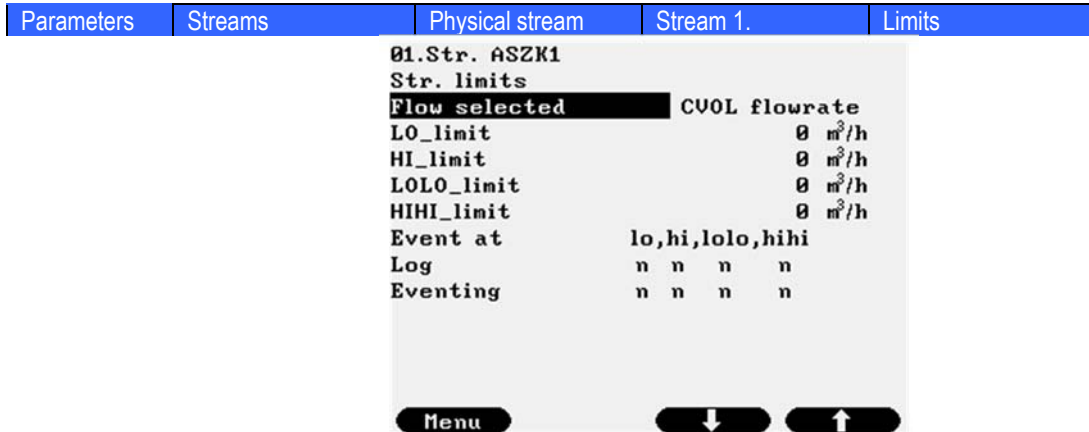 Parameters Streams Physical stream Stream 1. Limits
01.Str. ASZK1
Str. limits
Flow selected CVOL flowrate
LO_limit 0 m³/h
HI_limit 0 m³/h
LOLO_limit 0 m³/h
HIHI_limit 0 m³/h
Event at lo,hi,lolo,hihi
Log n n n n
Eventing n n n n
Menu